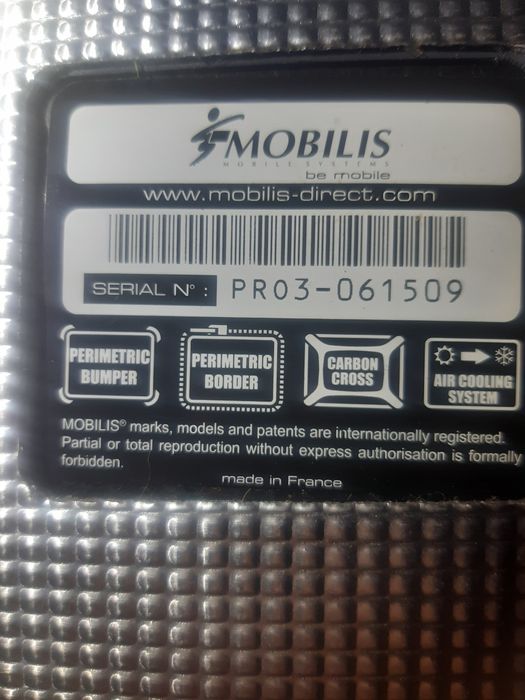 MOBILIS
MOBILE SYSTEMS
be mobile
www.mobilis-direct.com
SERIAL N° : PR03-061509
PERIMETRIC BUMPER
PERIMETRIC BORDER
CARBON CROSS
AIR COOLING SYSTEM
MOBILIS® marks, models and patents are internationally registered.
Partial or total reproduction without express authorisation is formally
forbidden.
made in France